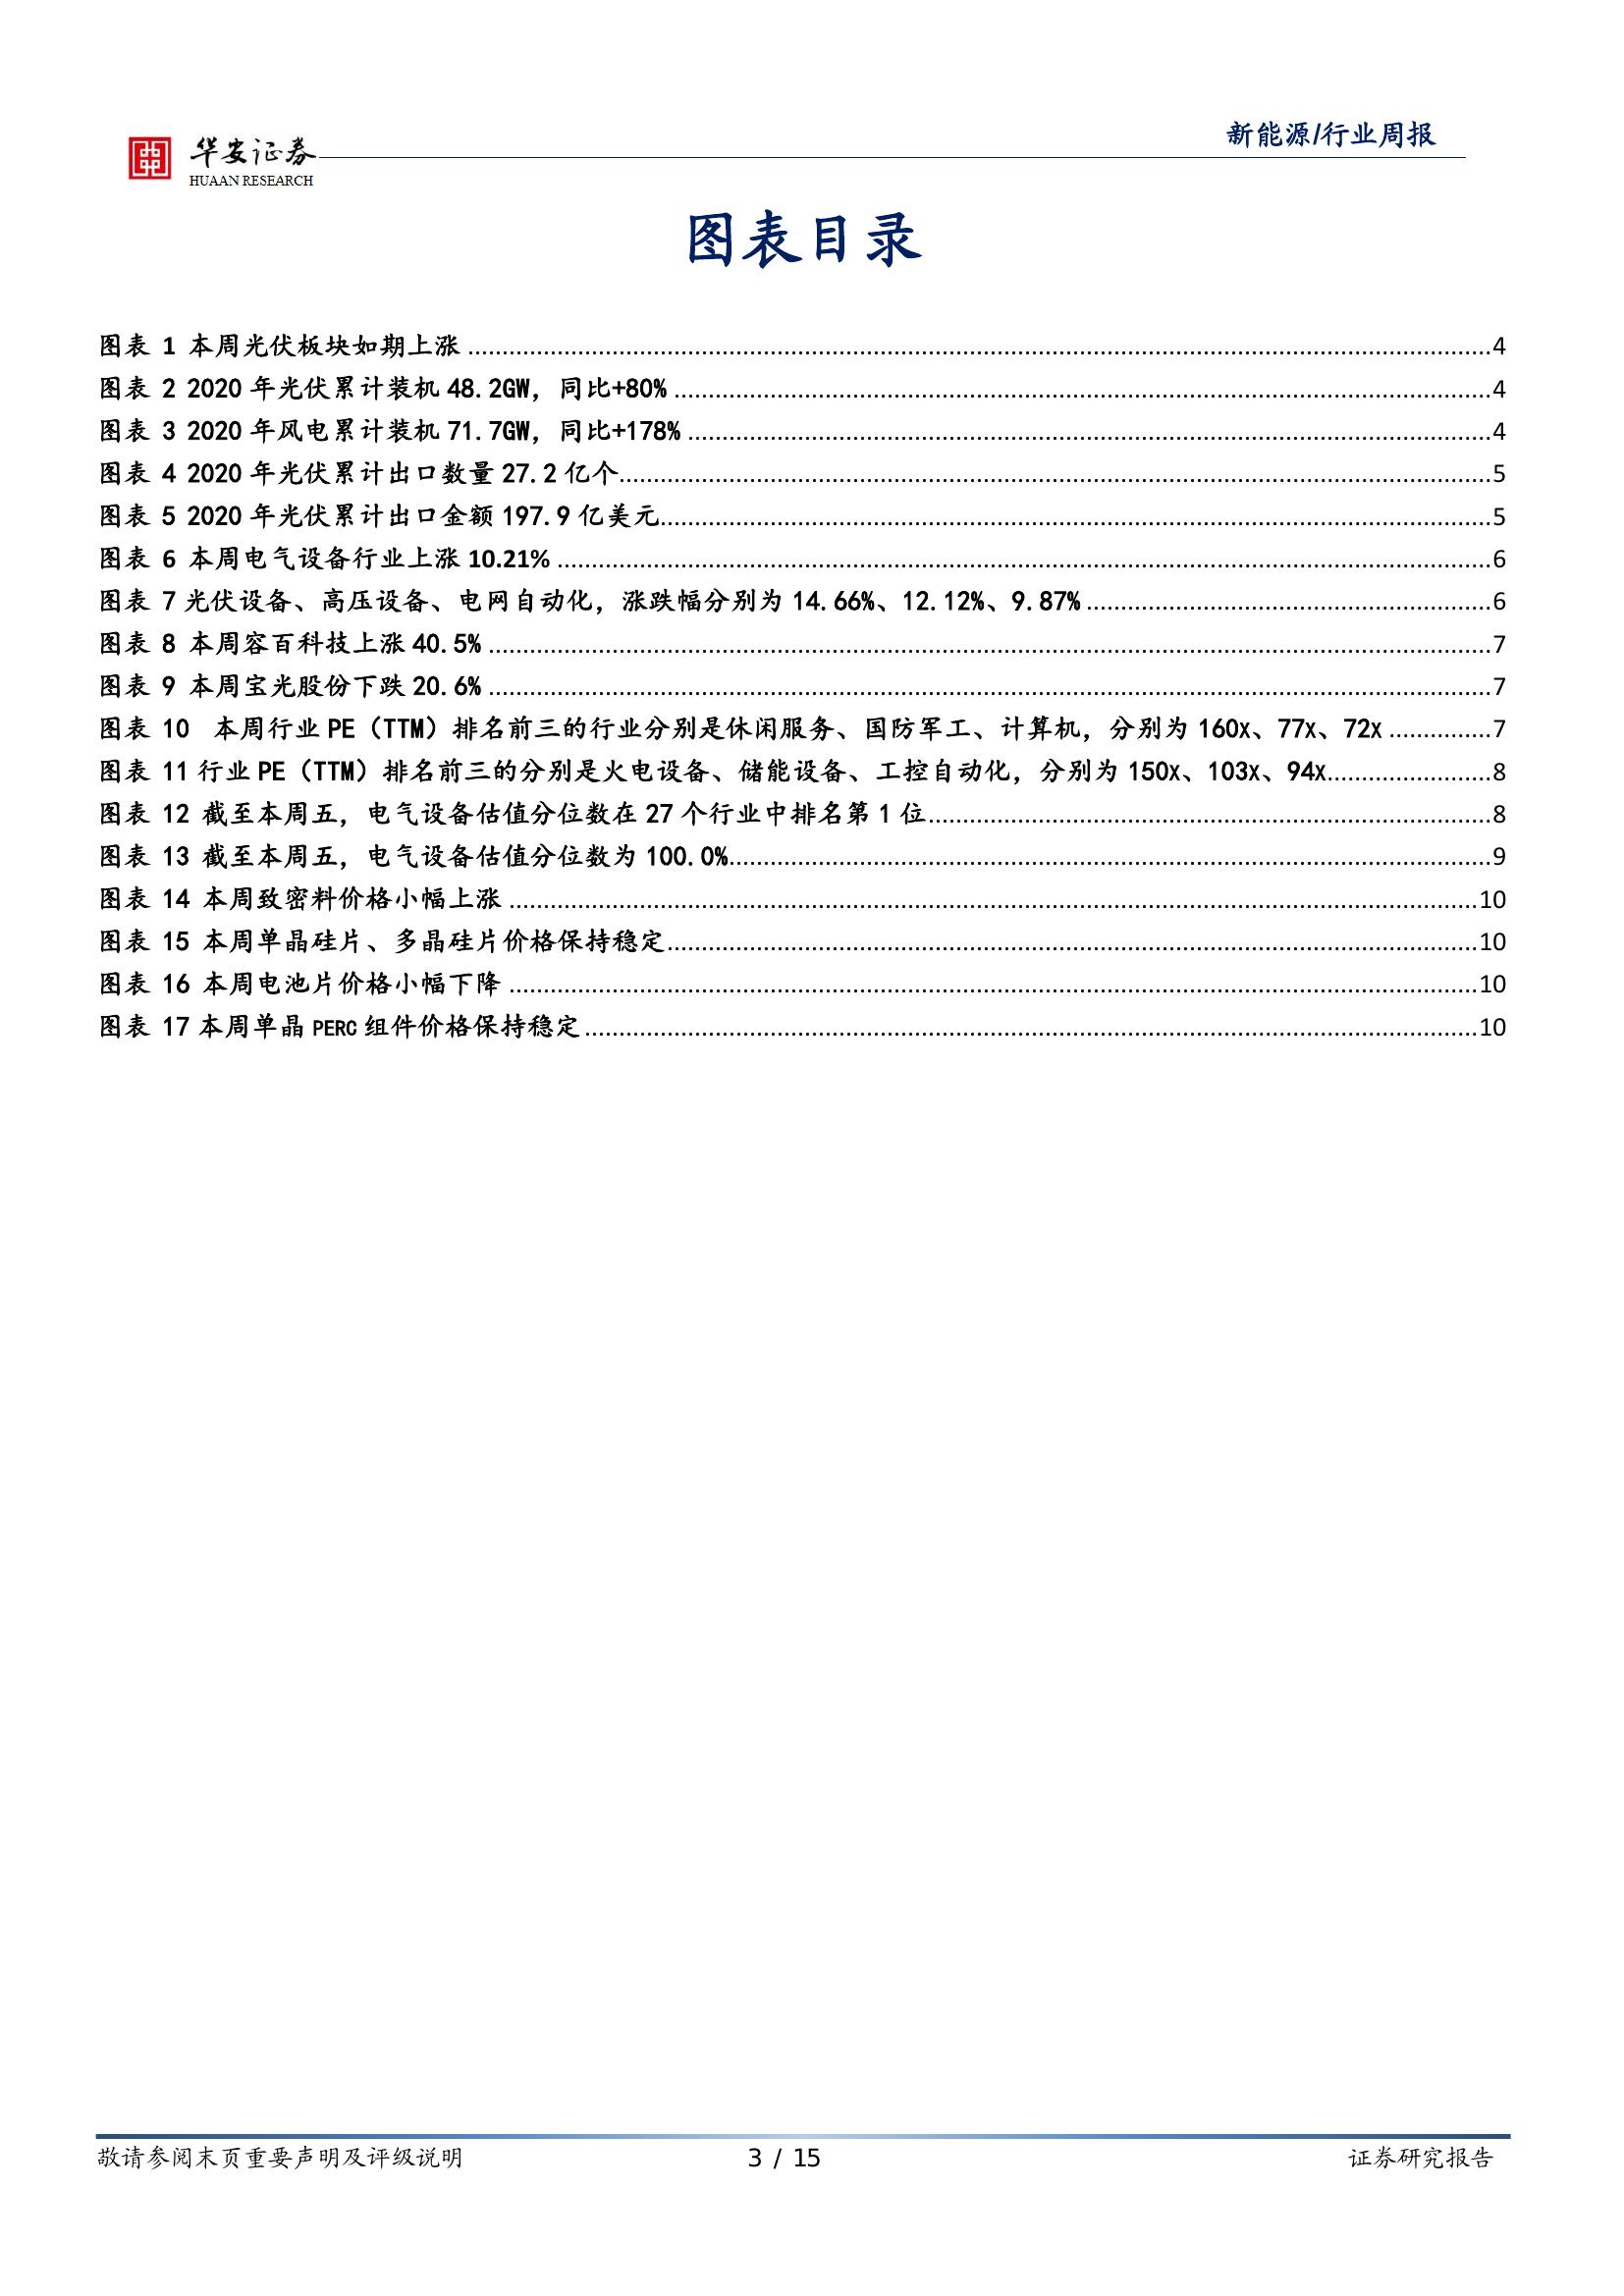 华安证券
HUAAN RESEARCH
新能源/行业周报
图表目录
图表 1 本周光伏板块如期上涨 ........ 4
图表 2 2020 年光伏累计装机 48.2GW，同比+80% ........ 4
图表 3 2020 年风电累计装机 71.7GW，同比+178% ........ 4
图表 4 2020 年光伏累计出口数量 27.2 亿个........ 5
图表 5 2020 年光伏累计出口金额 197.9 亿美元........ 5
图表 6 本周电气设备行业上涨 10.21% ........ 6
图表 7 光伏设备、高压设备、电网自动化，涨跌幅分别为 14.66%、12.12%、9.87% ........ 6
图表 8 本周容百科技上涨 40.5% ........ 7
图表 9 本周宝光股份下跌 20.6% ........ 7
图表 10 本周行业 PE（TTM）排名前三的行业分别是休闲服务、国防军工、计算机，分别为 160x、77x、72x ........ 7
图表 11 行业 PE（TTM）排名前三的分别是火电设备、储能设备、工控自动化，分别为 150x、103x、94x........ 8
图表 12 截至本周五，电气设备估值分位数在 27 个行业中排名第 1 位........ 8
图表 13 截至本周五，电气设备估值分位数为 100.0%........ 9
图表 14 本周致密料价格小幅上涨 ........ 10
图表 15 本周单晶硅片、多晶硅片价格保持稳定........ 10
图表 16 本周电池片价格小幅下降 ........ 10
图表 17 本周单晶 PERC 组件价格保持稳定 ........ 10
敬请参阅末页重要声明及评级说明
3 / 15
证券研究报告